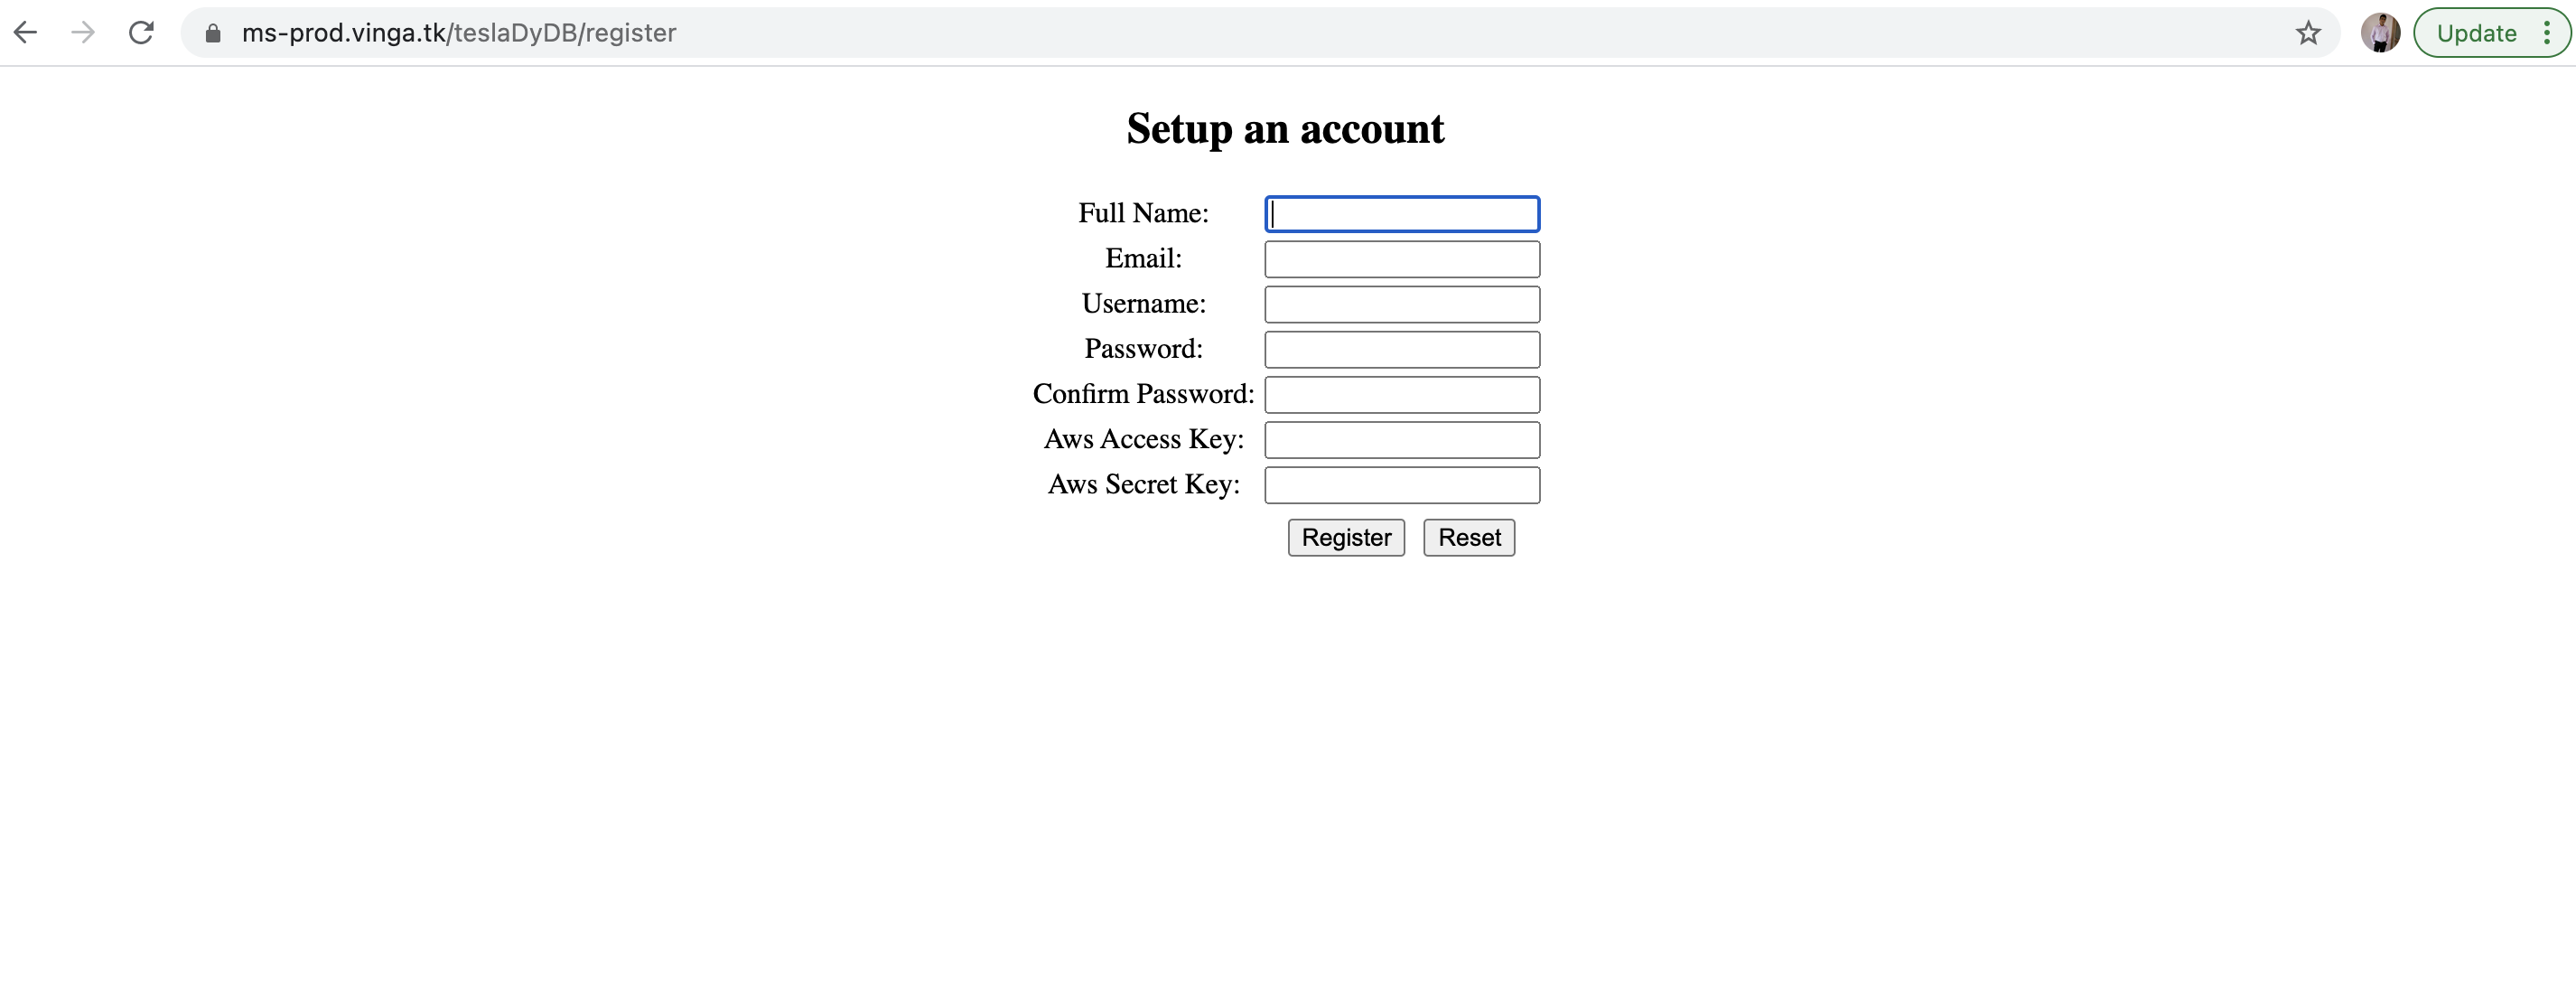 ms-prod.vinga.tk/teslaDyDB/register
Update
Setup an account
Full Name:
Email:
Username:
Password:
Confirm Password:
Aws Access Key:
Aws Secret Key:
Register Reset